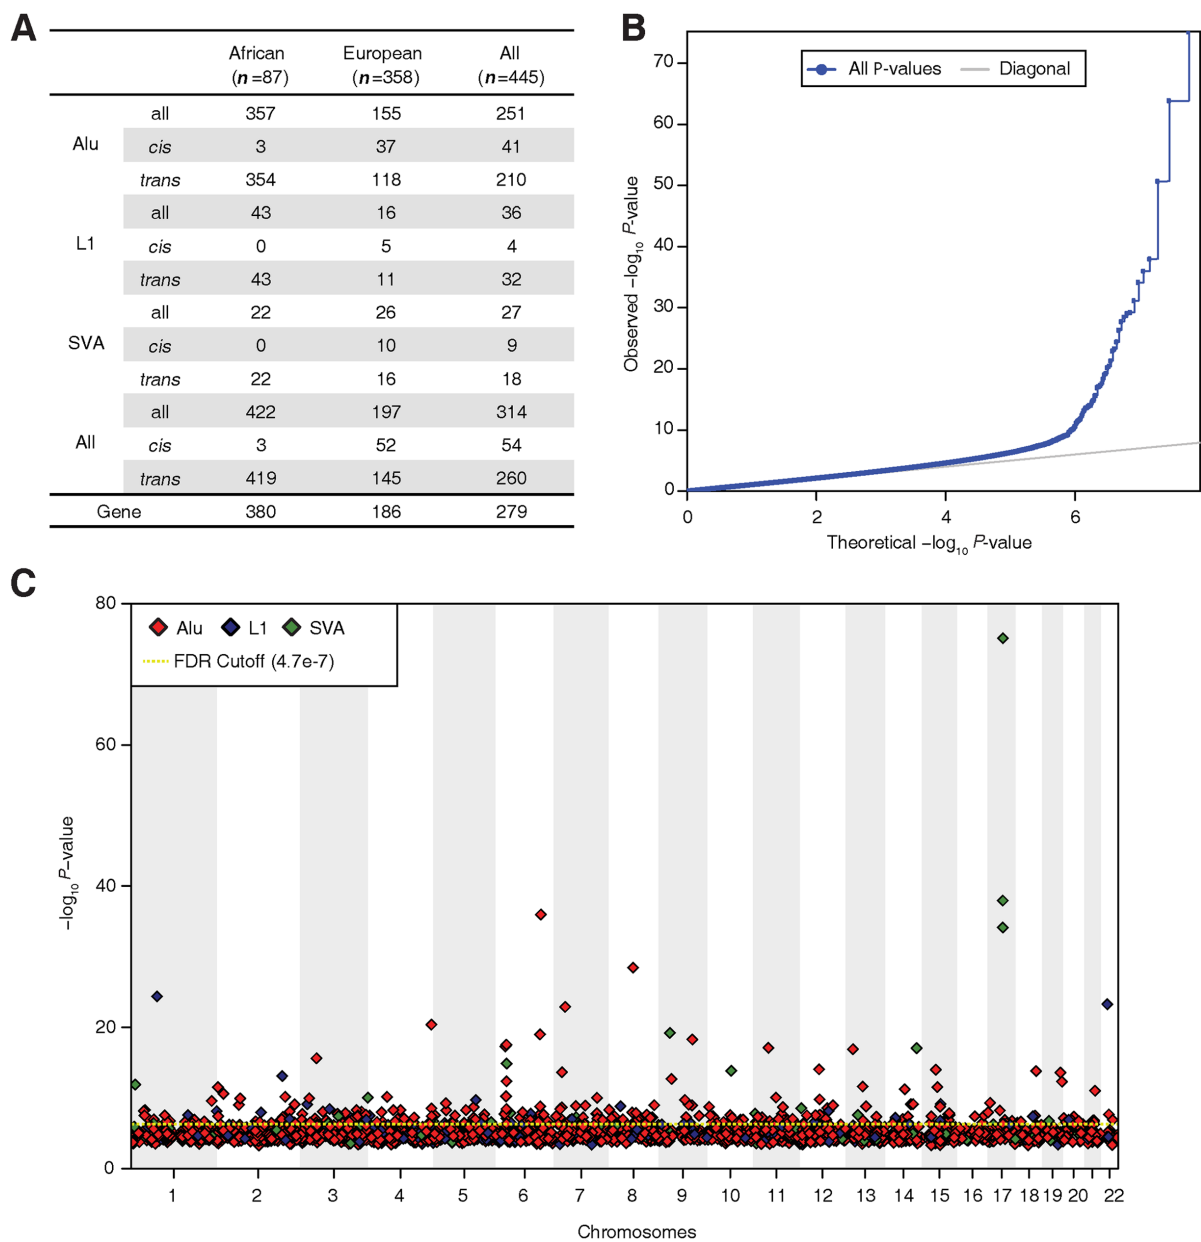 A
African European All
(n=87) (n=358) (n=445)
all 357 155 251
Alu cis 3 37 41
trans 354 118 210
all 43 16 36
L1 cis 0 5 4
trans 43 11 32
all 22 26 27
SVA cis 0 10 9
trans 22 16 18
all 422 197 314
All cis 3 52 54
trans 419 145 260
Gene 380 186 279
B
All P-values Diagonal
70
60
50
40
30
20
10
0
Observed −log10 P-value
0 2 4 6
Theoretical −log10 P-value
C
Alu L1 SVA
FDR Cutoff (4.7e-7)
80
60
40
20
0
−log10 P−value
1 2 3 4 5 6 7 8 9 10 11 12 13 14 15 16 17 18 19 20 22
Chromosomes